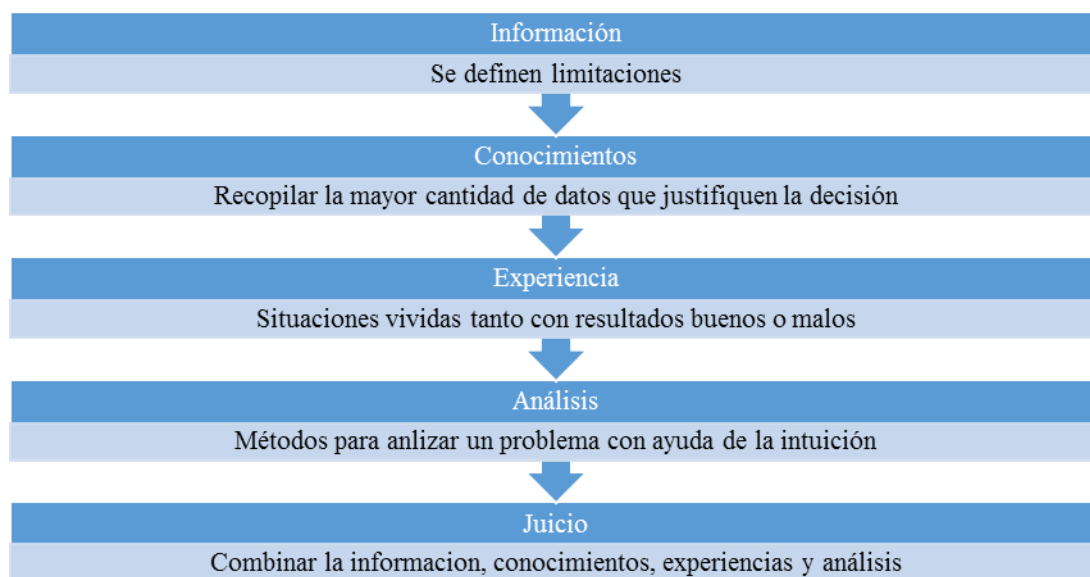 Información
Se definen limitaciones
Conocimientos
Recopilar la mayor cantidad de datos que justifiquen la decisión
Experiencia
Situaciones vividas tanto con resultados buenos o malos
Análisis
Métodos para anlizar un problema con ayuda de la intuición
Juicio
Combinar la informacion, conocimientos, experiencias y análisis